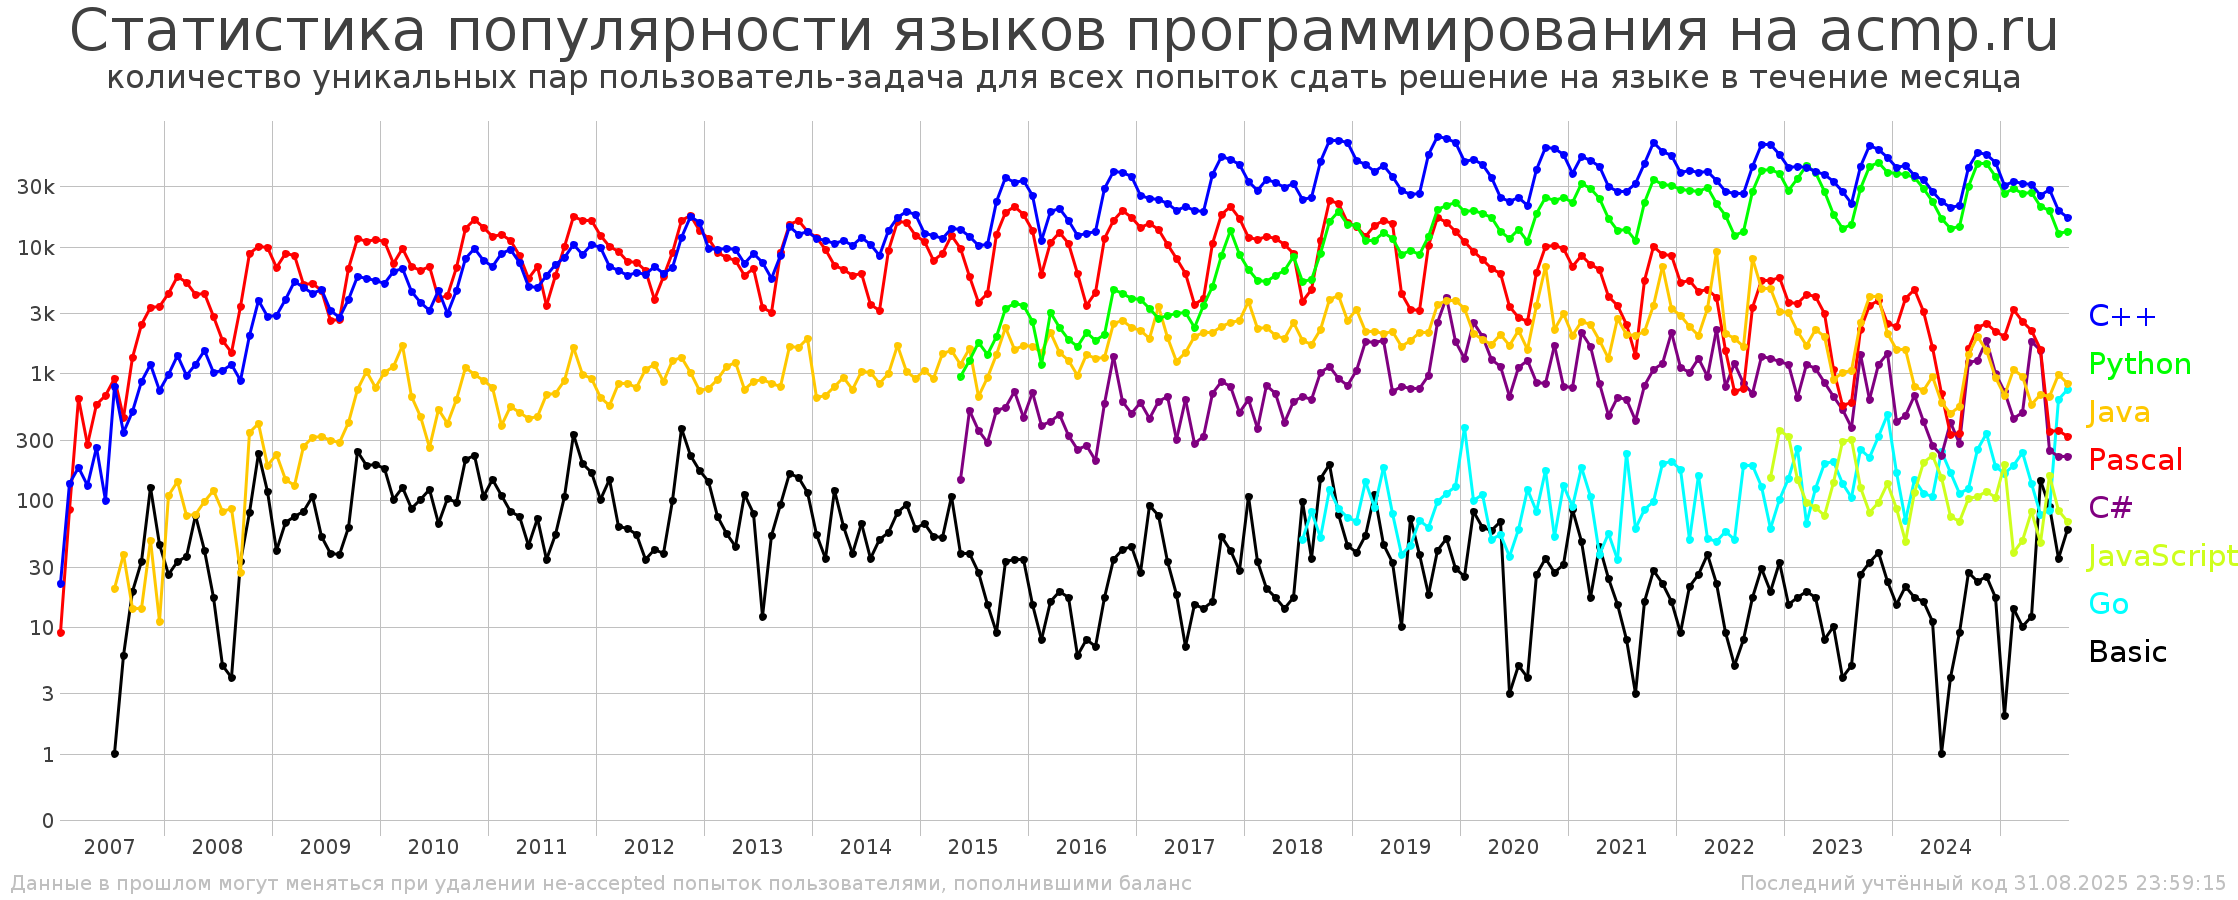 Статистика популярности языков программирования на acmp.ru
количество уникальных пар пользователь-задача для всех попыток сдать решение на языке в течение месяца
30k
10k
3k
1k
300
100
30
10
3
1
0
C++
Python
Java
Pascal
C#
JavaScript
Go
Basic
2007 2008 2009 2010 2011 2012 2013 2014 2015 2016 2017 2018 2019 2020 2021 2022 2023 2024
Данные в прошлом могут меняться при удалении не-accepted попыток пользователями, пополнившими баланс
Последний учтённый код 31.08.2025 23:59:15